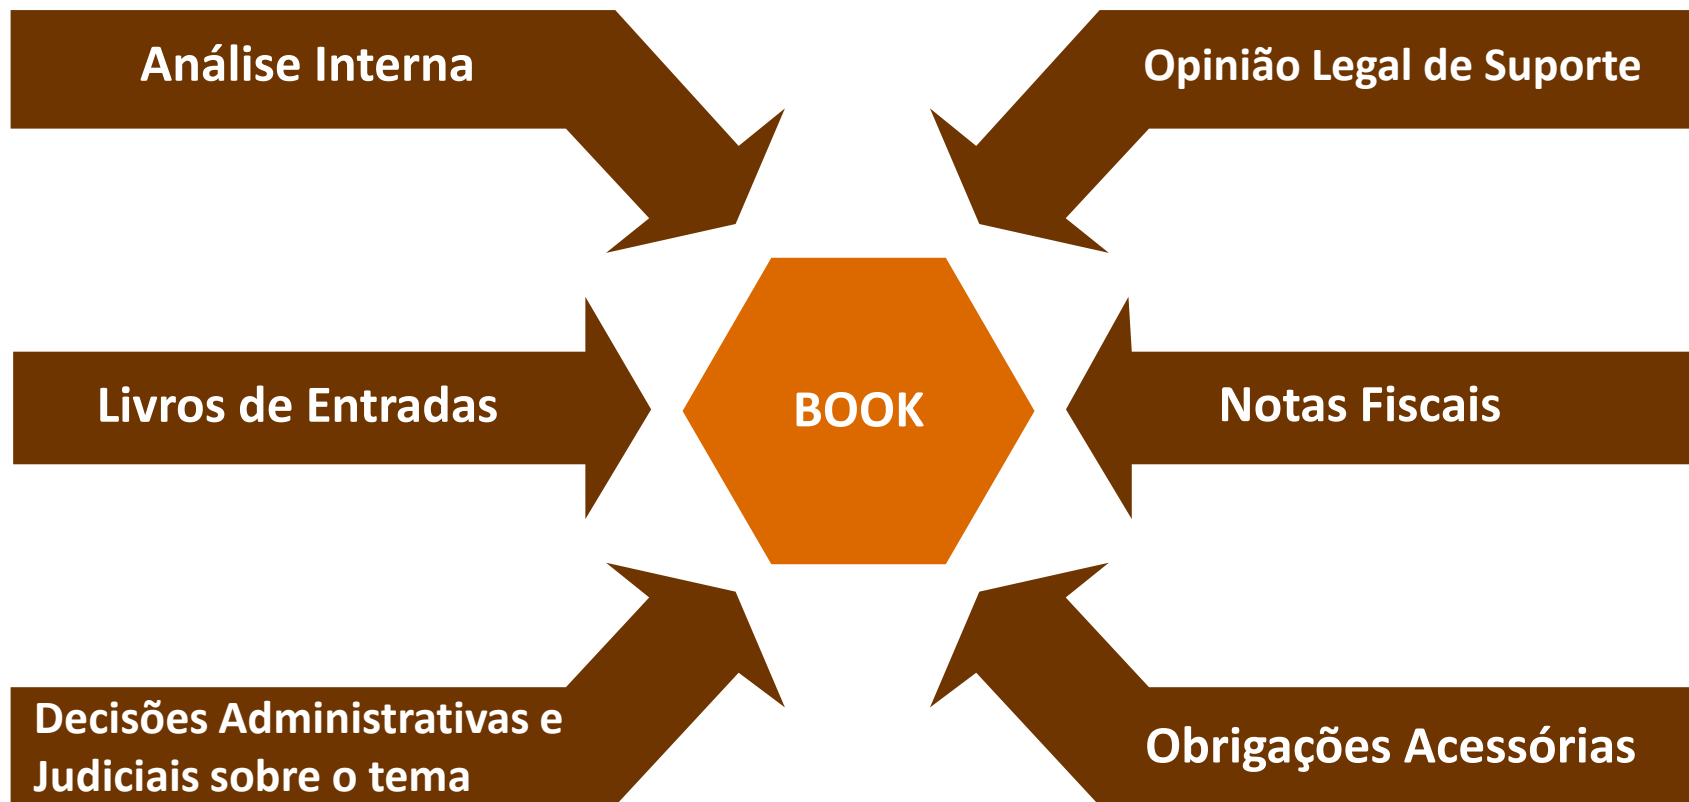 Análise Interna
Opinião Legal de Suporte
Livros de Entradas
BOOK
Notas Fiscais
Decisões Administrativas e
Judiciais sobre o tema
Obrigações Acessórias